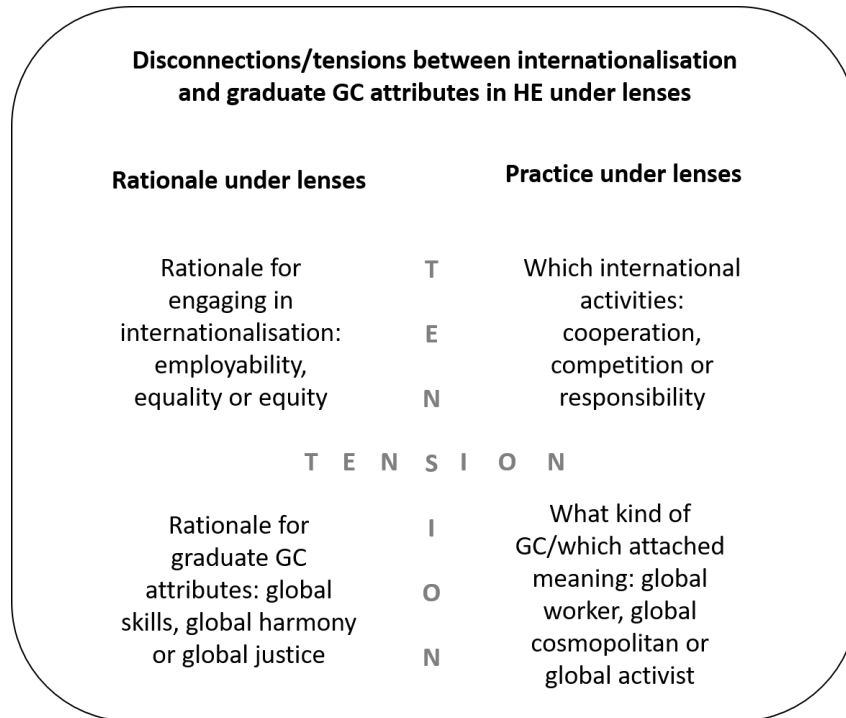 Disconnections/tensions between internationalisation
and graduate GC attributes in HE under lenses
Rationale under lenses
Practice under lenses
Rationale for
engaging in
internationalisation:
employability,
equality or equity
Which international
activities:
cooperation,
competition or
responsibility
T
E
N
T E N S I O N
I
O
N
Rationale for
graduate GC
attributes: global
skills, global harmony
or global justice
What kind of
GC/which attached
meaning: global
worker, global
cosmopolitan or
global activist